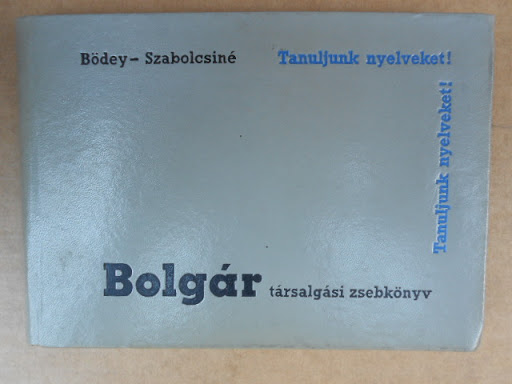 Bödey - Szabolcsiné
Tanuljunk nyelveket!
Tanuljunk nyelveket!
Bolgár társalgási zsebkönyv